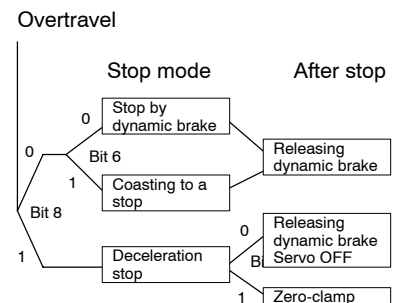 Overtravel
Stop mode
After stop
0
Stop by
dynamic brake
0
Bit 6
Releasing
dynamic brake
1
Coasting to a
stop
Bit 8
Releasing
dynamic brake
Servo OFF
0
1
Deceleration
stop
1
Zero-clamp